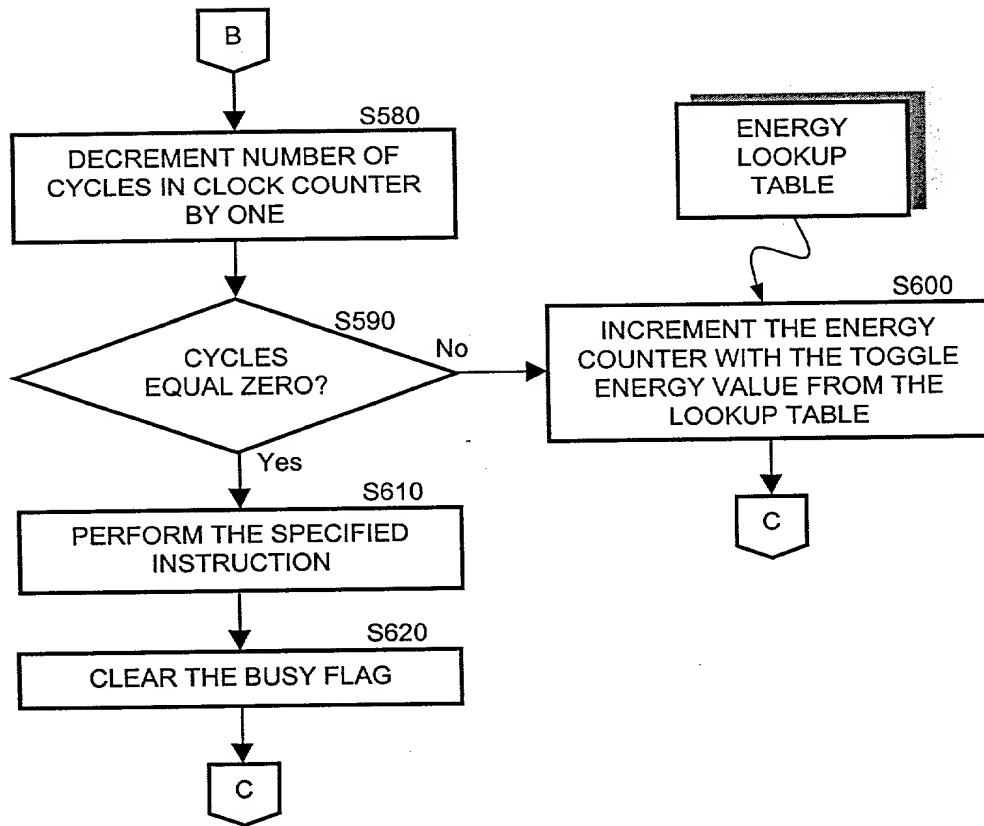 B
S580
DECREMENT NUMBER OF
CYCLES IN CLOCK COUNTER
BY ONE
ENERGY
LOOKUP
TABLE
S590
CYCLES
EQUAL ZERO?
No
Yes
S600
INCREMENT THE ENERGY
COUNTER WITH THE TOGGLE
ENERGY VALUE FROM THE
LOOKUP TABLE
C
S610
PERFORM THE SPECIFIED
INSTRUCTION
S620
CLEAR THE BUSY FLAG
C